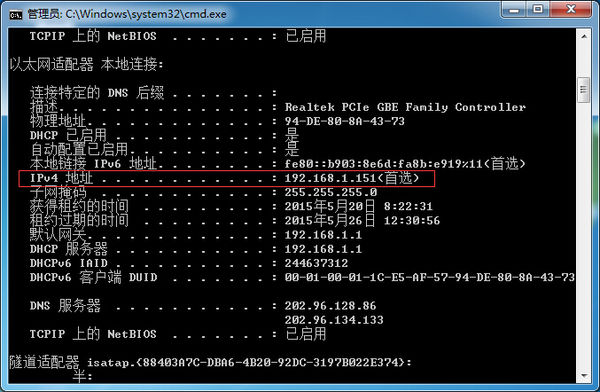 管理员: C:\Windows\system32\cmd.exe
TCPIP 上的 NetBIOS . . . . . . . : 已启用
以太网适配器 本地连接:
连接特定的 DNS 后缀 . . . . . . . :
描述. . . . . . . . . . . . . . . : Realtek PCIe GBE Family Controller
物理地址. . . . . . . . . . . . . : 94-DE-80-8A-43-73
DHCP 已启用 . . . . . . . . . . . : 是
自动配置已启用. . . . . . . . . . : 是
本地链接 IPv6 地址. . . . . . . . : fe80::b903:8e6d:fa8b:e919%11(首选)
IPv4 地址 . . . . . . . . . . . . : 192.168.1.151(首选)
子网掩码 . . . . . . . . . . . . : 255.255.255.0
获得租约的时间 . . . . . . . . . : 2015年5月20日 8:22:31
租约过期的时间 . . . . . . . . . : 2015年5月26日 12:30:56
默认网关. . . . . . . . . . . . . : 192.168.1.1
DHCP 服务器 . . . . . . . . . . . : 192.168.1.1
DHCPv6 IAID . . . . . . . . . . . : 244637312
DHCPv6 客户端 DUID . . . . . . . : 00-01-00-01-1C-E5-AF-57-94-DE-80-8A-43-73
DNS 服务器 . . . . . . . . . . . : 202.96.128.86
202.96.134.133
TCPIP 上的 NetBIOS . . . . . . . : 已启用
隧道适配器 isatap.{88403A7C-DBA6-4B20-92DC-3197B022E374}:
半: